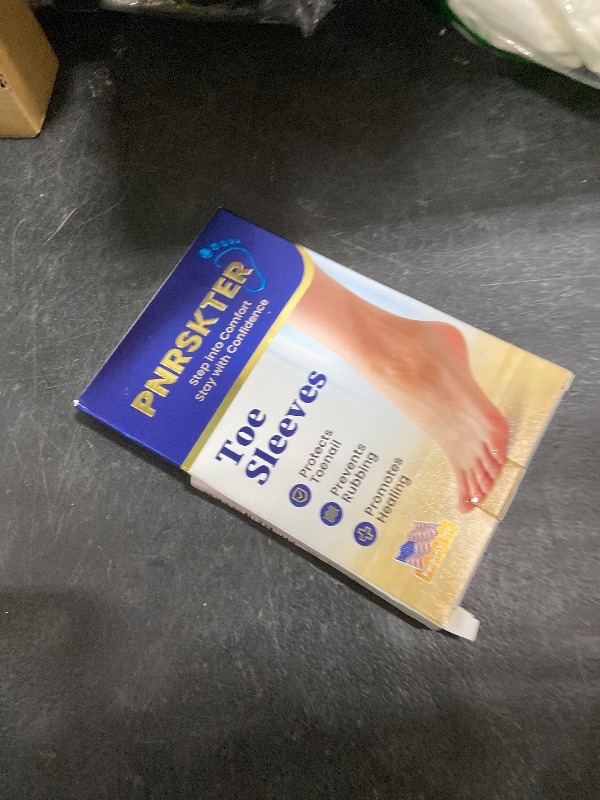 PNRSKTER
Step into Comfort
Stay with Confidence
Toe
Sleeves
Protects
Toenail
Prevents
Rubbing
Promotes
Healing